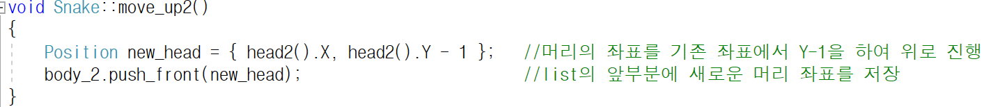 void Snake::move_up2()
{
    Position new_head = { head2().X, head2().Y - 1 };   //머리의 좌표를 기존 좌표에서 Y-1을 하여 위로 진행
    body_2.push_front(new_head);                        //list의 앞부분에 새로운 머리 좌표를 저장
}